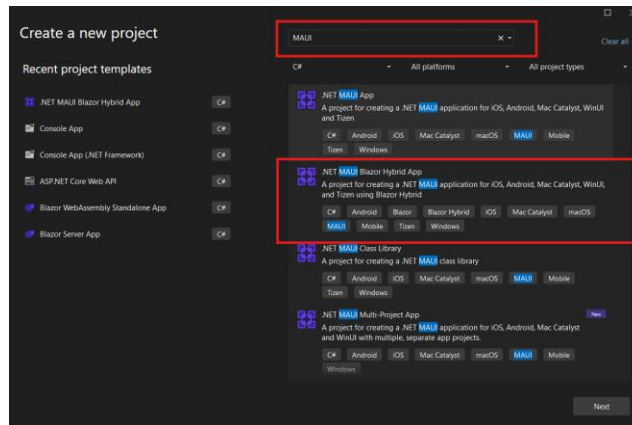 Create a new project
Recent project templates
.NET MAUI Blazor Hybrid App C#
Console App C#
Console App (.NET Framework) C#
ASP.NET Core Web API C#
Blazor WebAssembly Standalone App C#
Blazor Server App C#
MAUI
Clear all
C# All platforms All project types
.NET MAUI App
A project for creating a .NET MAUI application for iOS, Android, Mac Catalyst, WinUI
and Tizen
C# Android iOS Mac Catalyst macOS MAUI Mobile
Tizen Windows
.NET MAUI Blazor Hybrid App
A project for creating a .NET MAUI application for iOS, Android, Mac Catalyst, WinUI,
and Tizen using Blazor Hybrid
C# Android Blazor Blazor Hybrid iOS Mac Catalyst macOS
MAUI Mobile Tizen Windows
.NET MAUI Class Library
A project for creating a .NET MAUI class library
C# Android iOS Mac Catalyst macOS MAUI Mobile
Tizen Windows
.NET MAUI Multi-Project App New
A project for creating a .NET MAUI application for iOS, Android, Mac Catalyst
and WinUI with multiple, separate app projects.
C# Android iOS Mac Catalyst macOS MAUI Mobile
Windows
Next